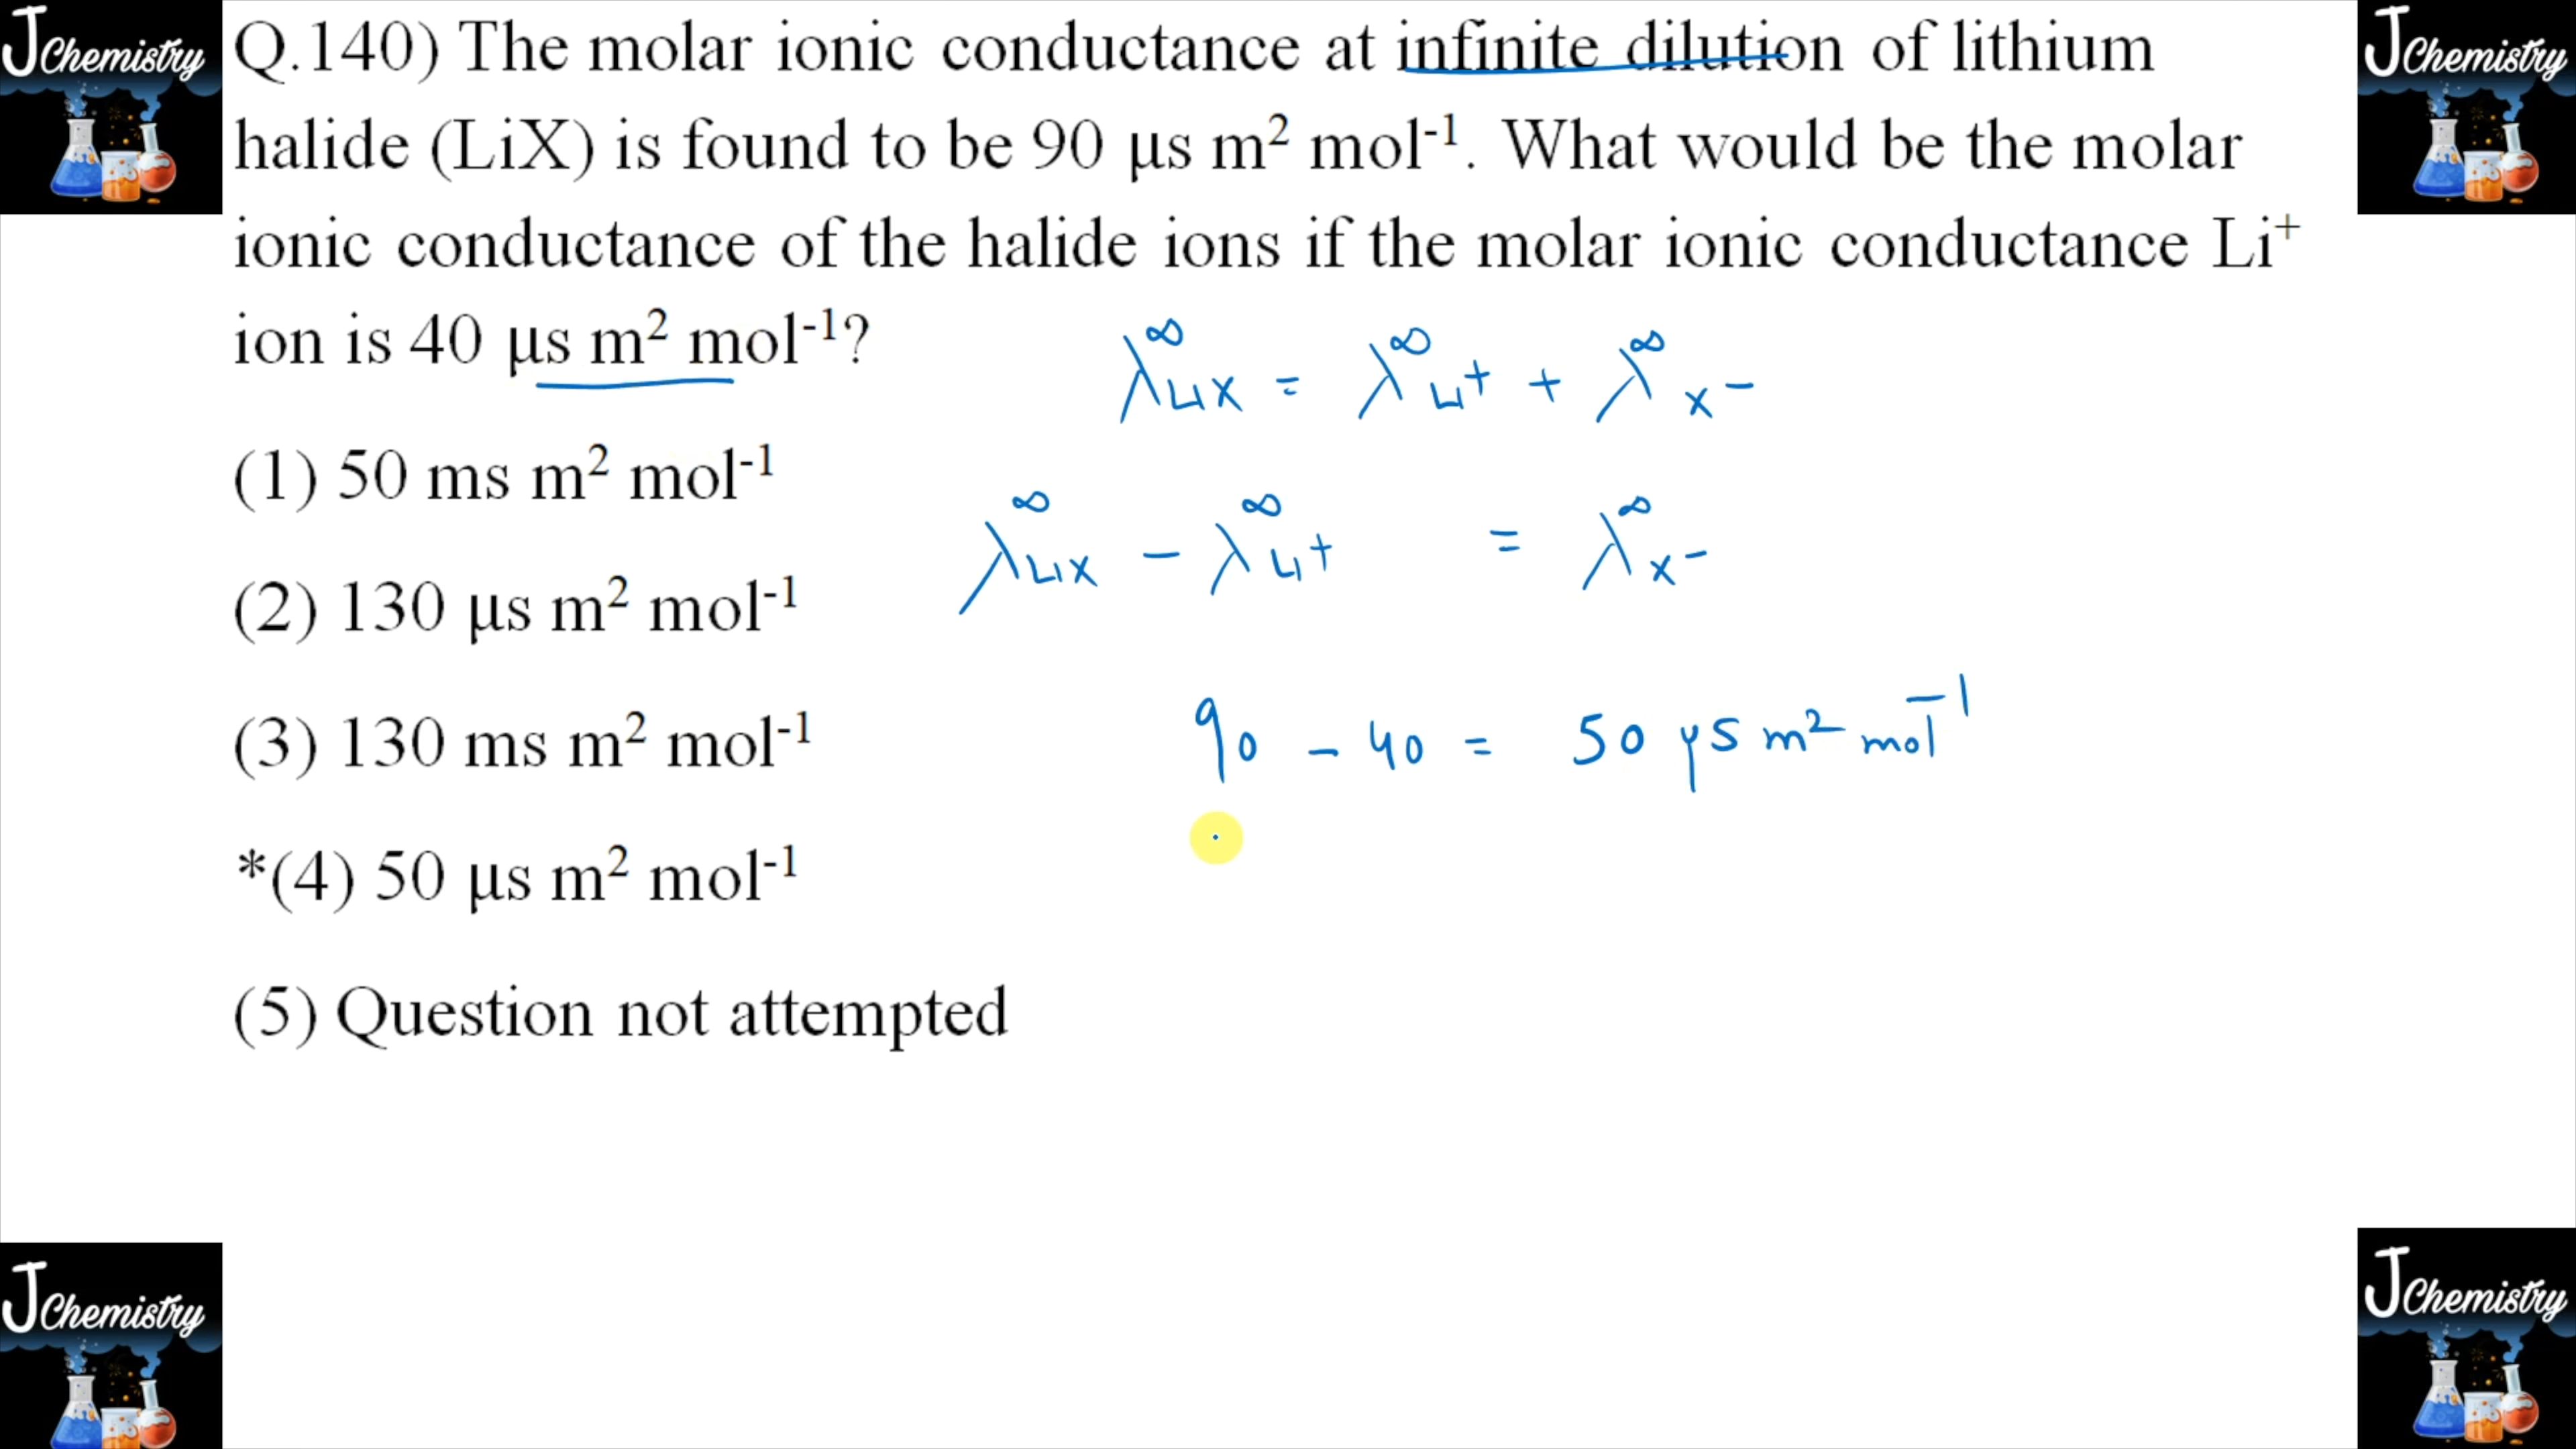 JChemistry
JChemistry
Q.140) The molar ionic conductance at infinite dilution of lithium
halide (LiX) is found to be 90 μs m² mol⁻¹. What would be the molar
ionic conductance of the halide ions if the molar ionic conductance Li⁺
ion is 40 μs m² mol⁻¹?
λ∞LiX = λ∞Li+ + λ∞x-
(1) 50 ms m² mol⁻¹
λ∞LiX - λ∞Li+ = λ∞x-
(2) 130 μs m² mol⁻¹
(3) 130 ms m² mol⁻¹
90 - 40 = 50 μS m² mol⁻¹
*(4) 50 μs m² mol⁻¹
(5) Question not attempted
JChemistry
JChemistry